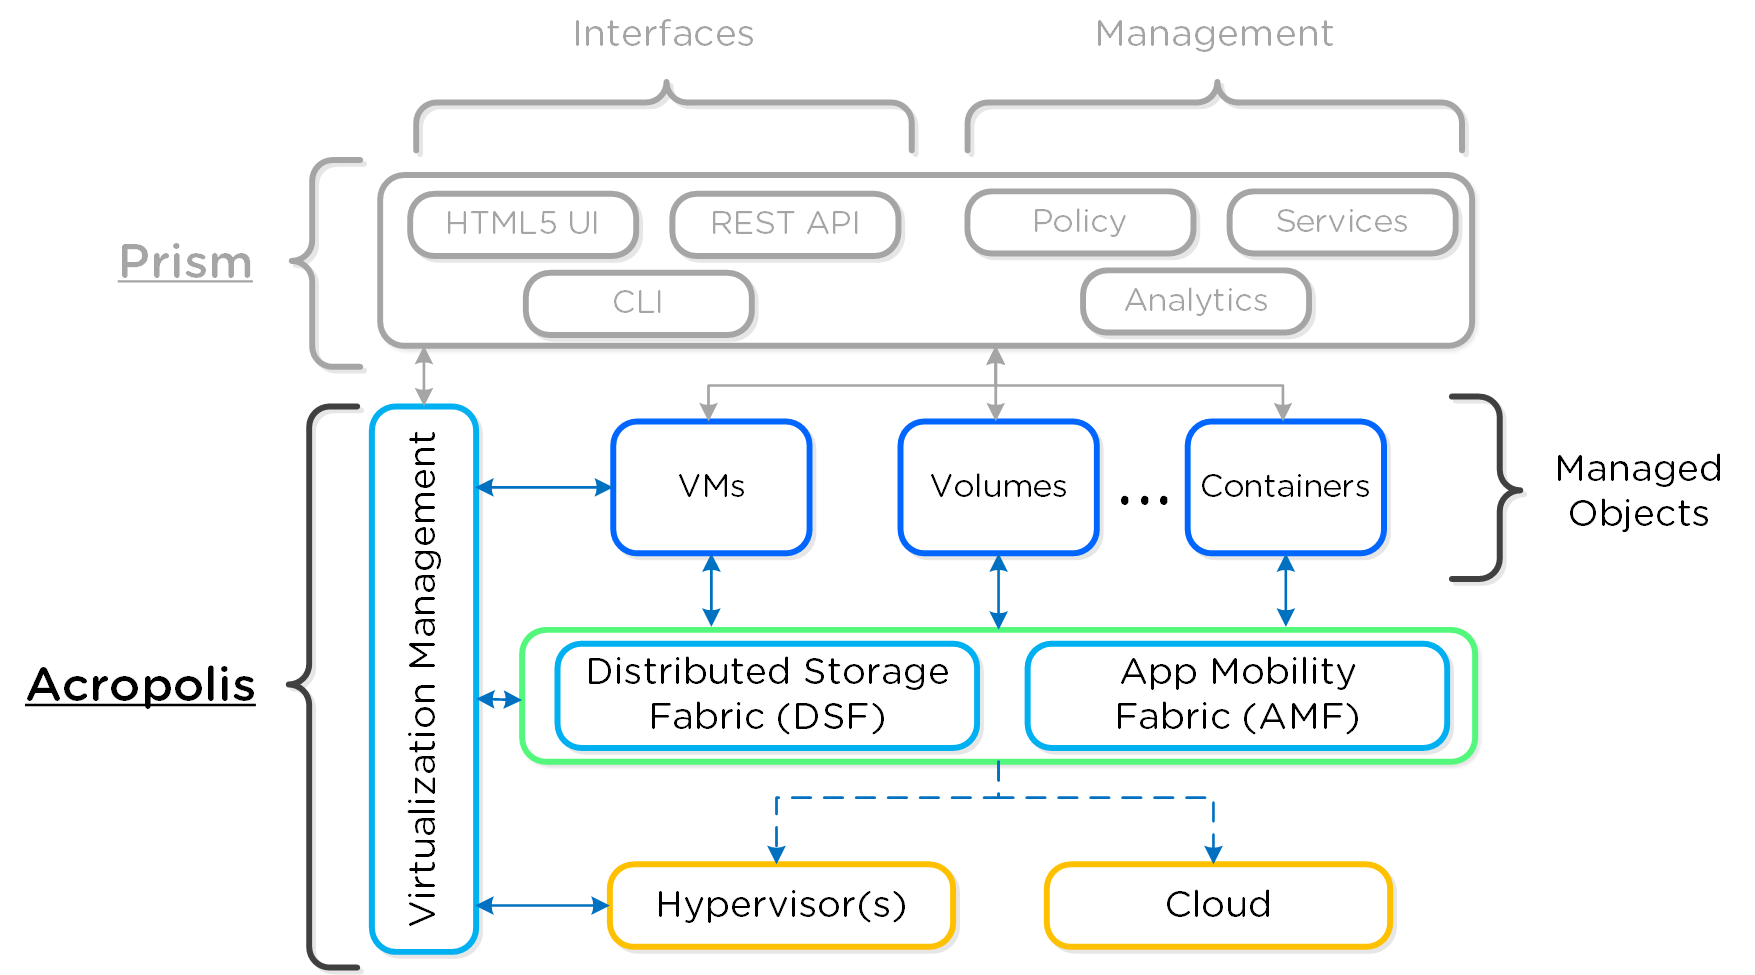 Interfaces
Management
HTML5 UI
REST API
Policy
Services
Prism
CLI
Analytics
Virtualization Management
VMs
Volumes
...
Containers
Managed
Objects
Acropolis
Distributed Storage
Fabric (DSF)
App Mobility
Fabric (AMF)
Hypervisor(s)
Cloud